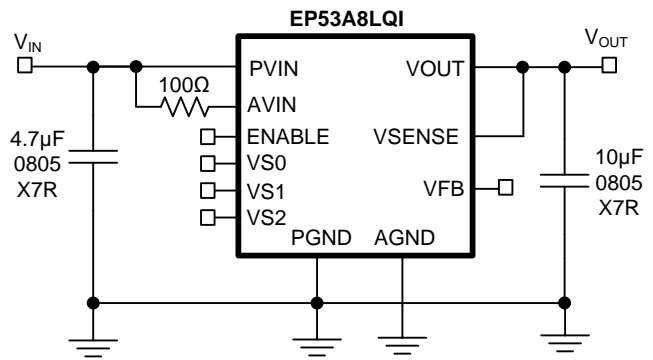 EP53A8LQI
VIN
VOUT
100Ω
PVIN
VOUT
AVIN
4.7µF
0805
X7R
ENABLE
VSENSE
VS0
VS1
VFB
VS2
10µF
0805
X7R
PGND
AGND